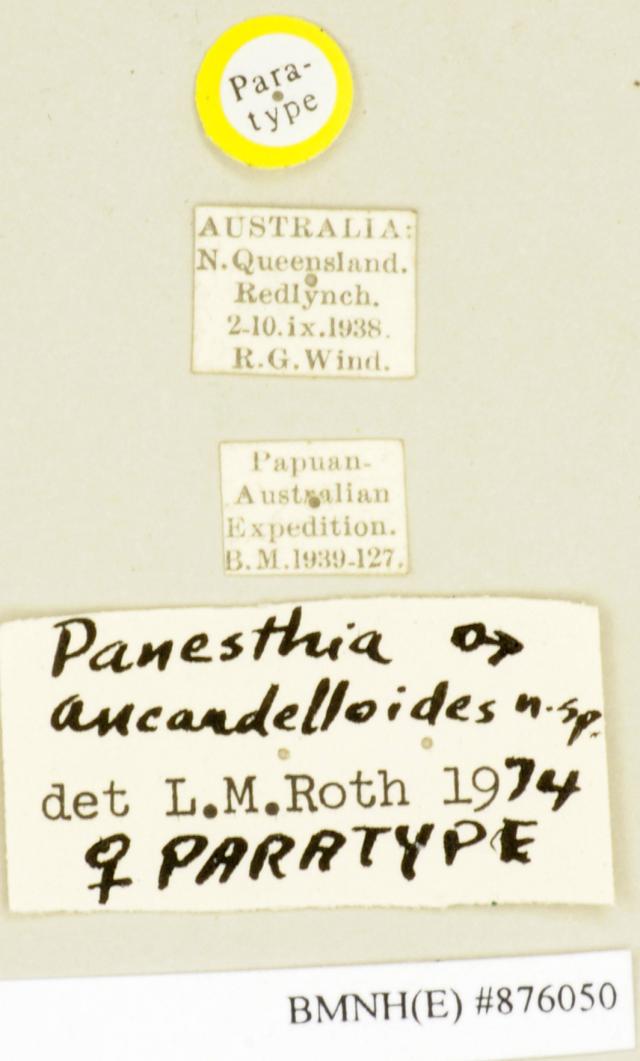 Para-
type
AUSTRALIA:
N. Queensland.
Redlynch.
2-10.ix.1938.
R.G. Wind.
Papuan-
Australian
Expedition.
B.M.1939-127.
Panesthia
ancaudelloides n.sp.
det L.M.Roth 1974
♀ PARATYPE
BMNH(E) #876050